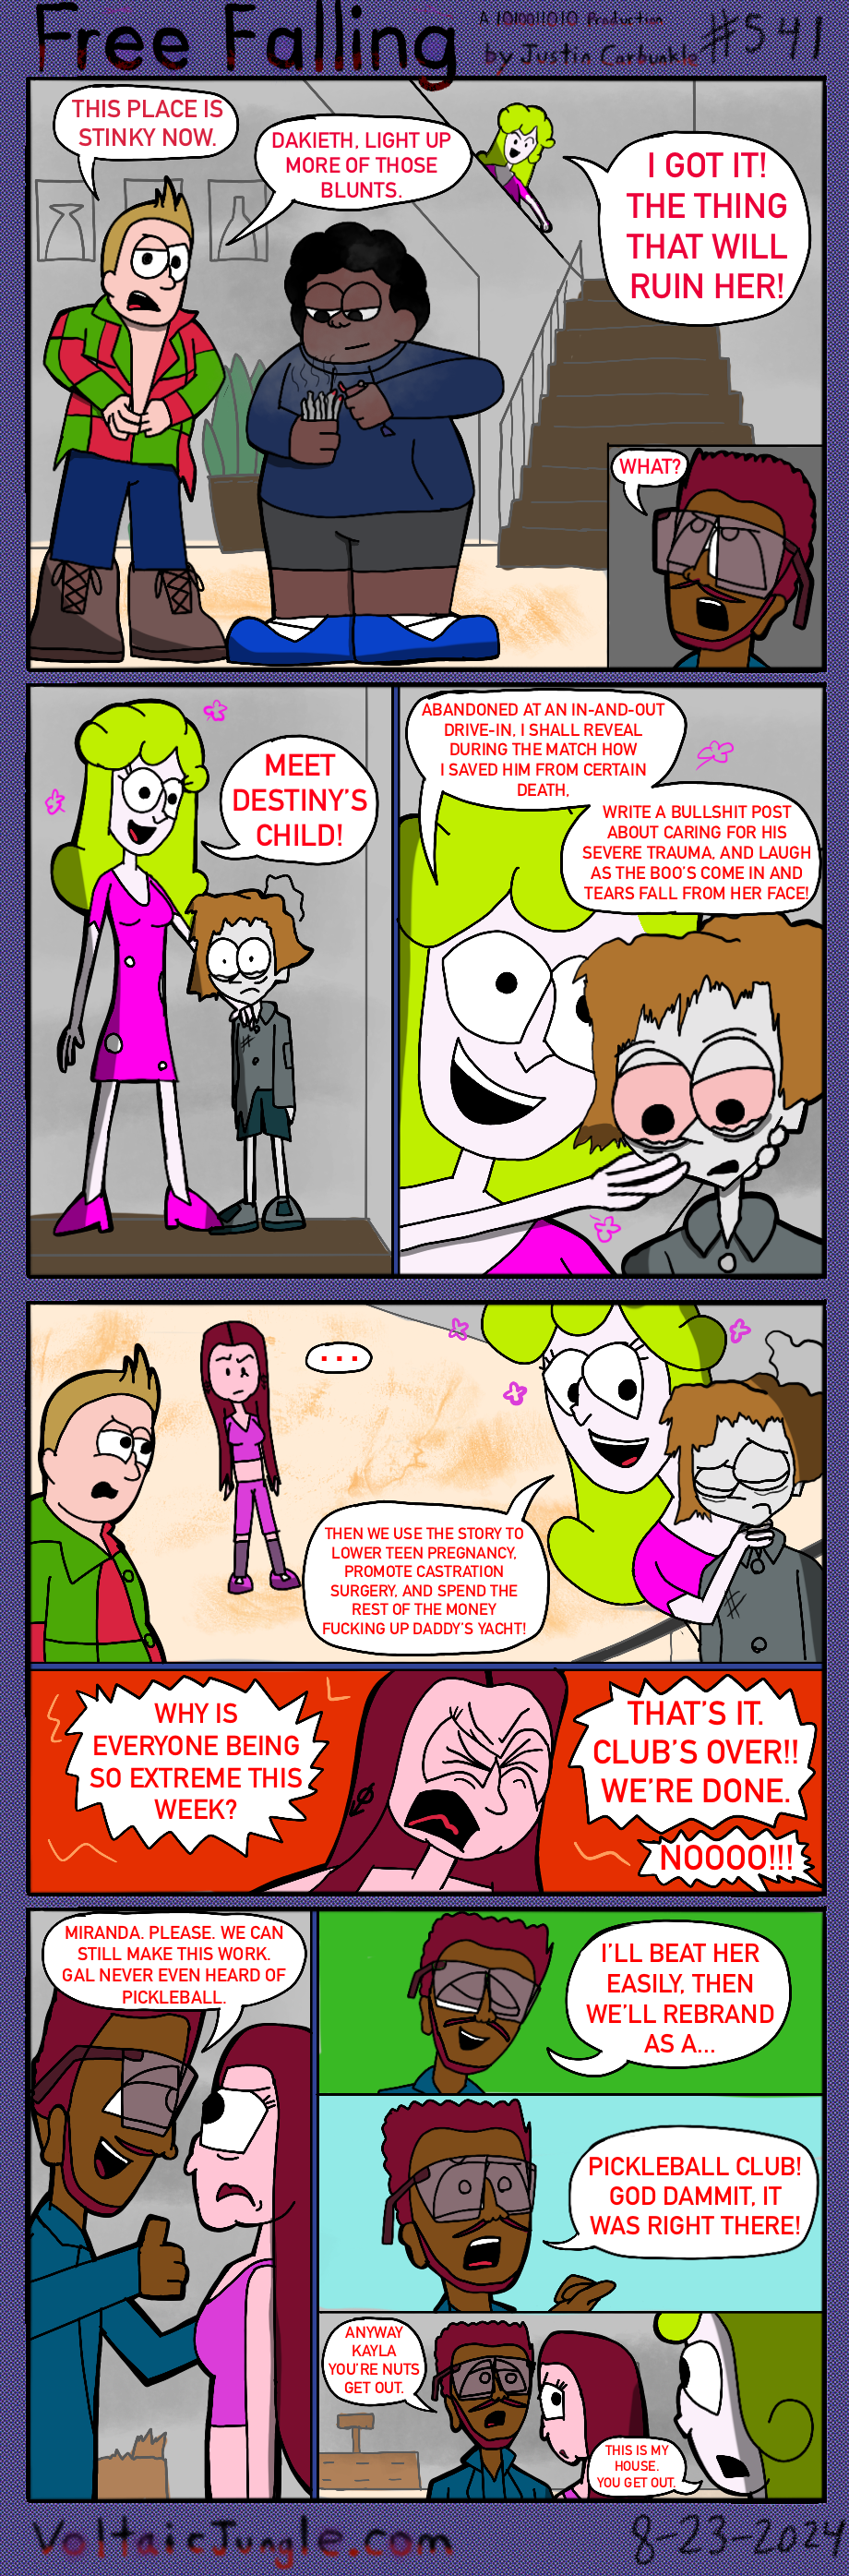 Free Falling
A 1010011010 Production
by Justin Carbunkle
#541
THIS PLACE IS
STINKY NOW.
DAKIETH, LIGHT UP
MORE OF THOSE
BLUNTS.
I GOT IT!
THE THING
THAT WILL
RUIN HER!
WHAT?
MEET
DESTINY'S
CHILD!
ABANDONED AT AN IN-AND-OUT
DRIVE-IN, I SHALL REVEAL
DURING THE MATCH HOW
I SAVED HIM FROM CERTAIN
DEATH,
WRITE A BULLSHIT POST
ABOUT CARING FOR HIS
SEVERE TRAUMA, AND LAUGH
AS THE BOO'S COME IN AND
TEARS FALL FROM HER FACE!
...
THEN WE USE THE STORY TO
LOWER TEEN PREGNANCY,
PROMOTE CASTRATION
SURGERY, AND SPEND THE
REST OF THE MONEY
FUCKING UP DADDY'S YACHT!
WHY IS
EVERYONE BEING
SO EXTREME THIS
WEEK?
THAT'S IT.
CLUB'S OVER!!
WE'RE DONE.
NOOOO!!!
MIRANDA. PLEASE. WE CAN
STILL MAKE THIS WORK.
GAL NEVER EVEN HEARD OF
PICKLEBALL.
I'LL BEAT HER
EASILY, THEN
WE'LL REBRAND
AS A...
PICKLEBALL CLUB!
GOD DAMMIT, IT
WAS RIGHT THERE!
ANYWAY
KAYLA
YOU'RE NUTS
GET OUT.
THIS IS MY
HOUSE.
YOU GET OUT.
VoltaicJungle.com
8-23-2024